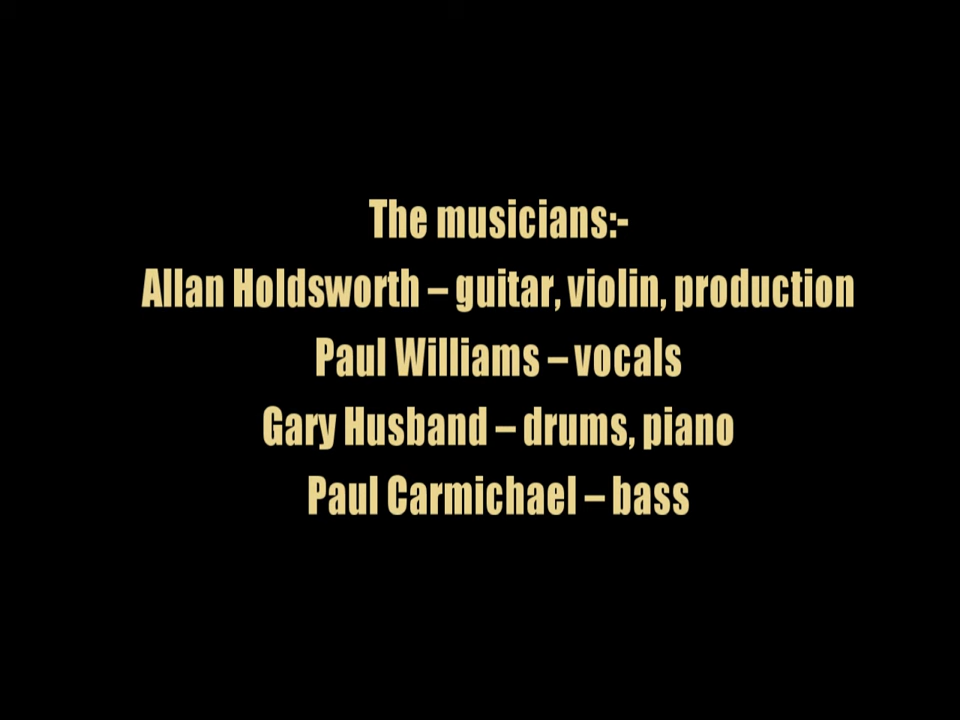 The musicians:-
Allan Holdsworth – guitar, violin, production
Paul Williams – vocals
Gary Husband – drums, piano
Paul Carmichael – bass